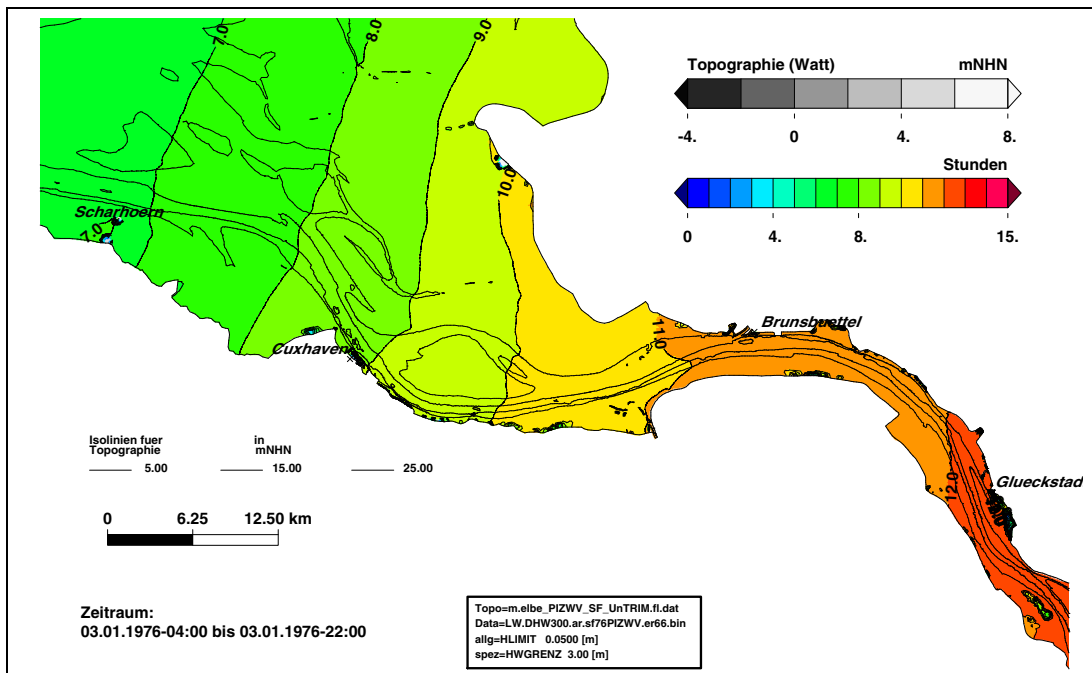 7.0
8.0
9.0
Topographie (Watt) mNHN
-4. 0 4. 8.
Stunden
0 4. 8. 15.
10.0
Scharhoern
7.0
Brunsbuettel
11.0
Cuxhaven
Isolinien fuer in
Topographie mNHN
5.00 15.00 25.00
Glueckstad
12.0
0 6.25 12.50 km
Zeitraum:
03.01.1976-04:00 bis 03.01.1976-22:00
Topo=m.elbe_PIZWV_SF_UnTRIM.fl.dat
Data=LW.DHW300.ar.sf76PIZWV.er66.bin
allg=HLIMIT 0.0500 [m]
spez=HWGRENZ 3.00 [m]